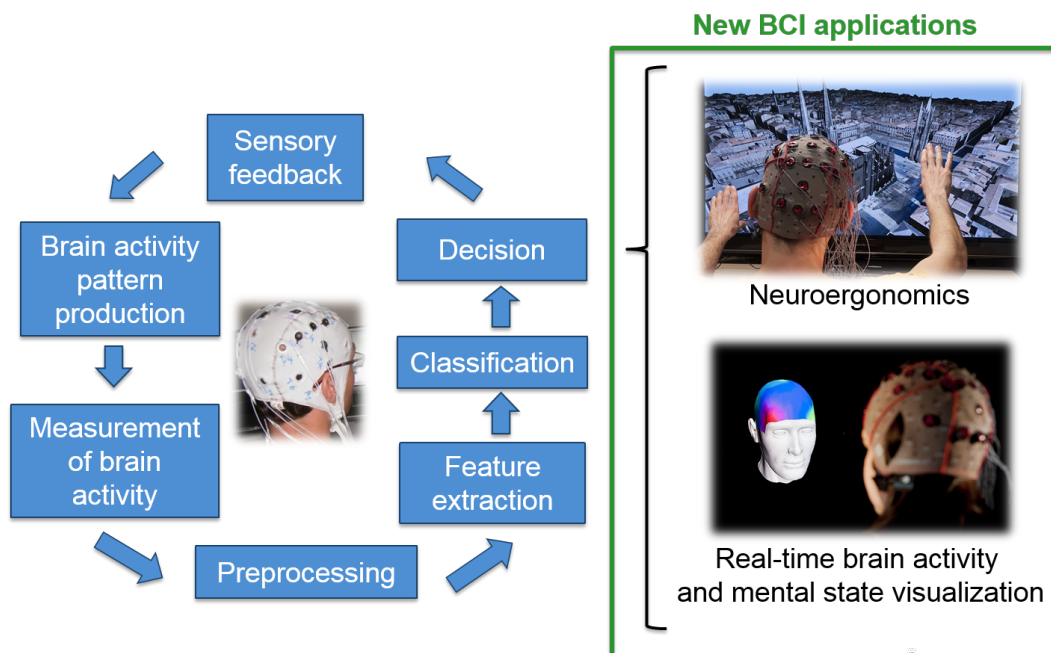 New BCI applications
Sensory
feedback
Brain activity
pattern
production
Measurement
of brain
activity
Preprocessing
Feature
extraction
Classification
Decision
Neuroergonomics
Real-time brain activity
and mental state visualization